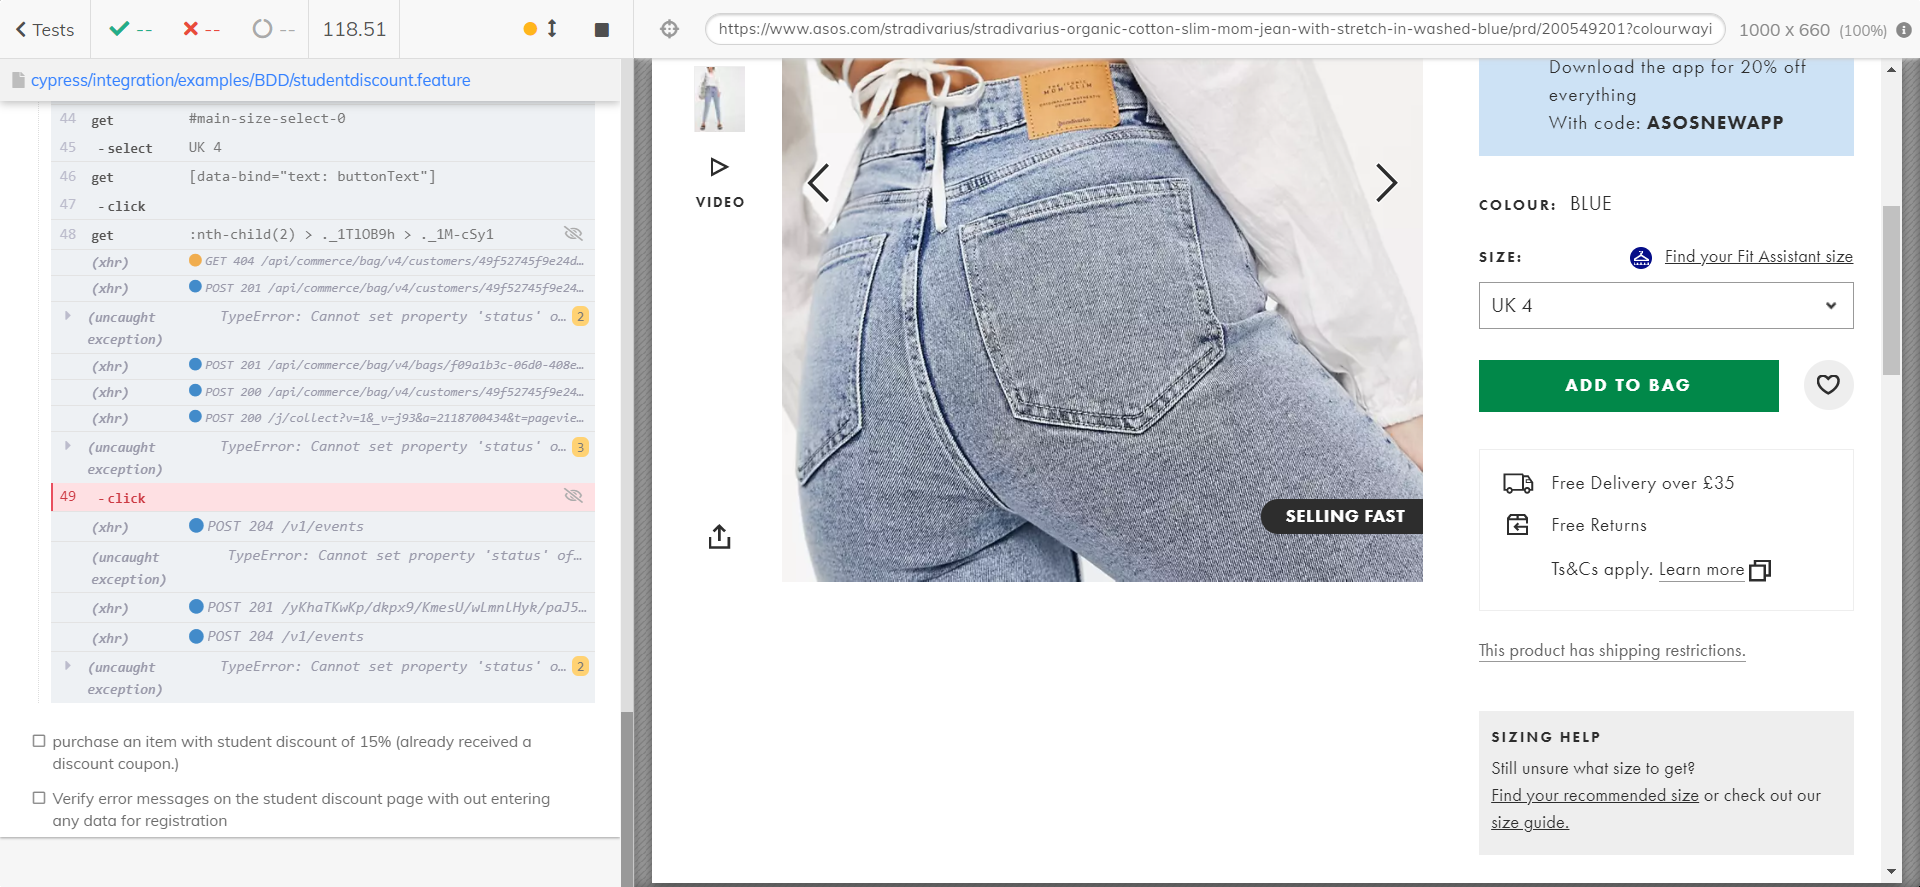 Tests
--
--
--
118.51
https://www.asos.com/stradivarius/stradivarius-organic-cotton-slim-mom-jean-with-stretch-in-washed-blue/prd/200549201?colourwayi
1000 x 660 (100%)
cypress/integration/examples/BDD/studentdiscount.feature
44 get #main-size-select-0
45 -select UK 4
46 get [data-bind="text: buttonText"]
47 -click
48 get :nth-child(2) > ._1TlOB9h > ._1M-cSy1
(xhr) GET 404 /api/commerce/bag/v4/customers/49f52745f9e24d…
(xhr) POST 201 /api/commerce/bag/v4/customers/49f52745f9e24…
(uncaught exception) TypeError: Cannot set property 'status' o… 2
(xhr) POST 201 /api/commerce/bag/v4/bags/f09a1b3c-06d0-408e…
(xhr) POST 200 /api/commerce/bag/v4/customers/49f52745f9e24…
(xhr) POST 200 /j/collect?v=1&_v=j93&a=2118700434&t=pagevie…
(uncaught exception) TypeError: Cannot set property 'status' o… 3
49 -click
(xhr) POST 204 /v1/events
(uncaught exception) TypeError: Cannot set property 'status' of…
(xhr) POST 201 /yKhaTKwKp/dkpx9/KmesU/wLmnlHyk/paJ5…
(xhr) POST 204 /v1/events
(uncaught exception) TypeError: Cannot set property 'status' o… 2
purchase an item with student discount of 15% (already received a
discount coupon.)
Verify error messages on the student discount page with out entering
any data for registration
VIDEO
MOM SLIM
SELLING FAST
Download the app for 20% off
everything
With code: ASOSNEWAPP
COLOUR: BLUE
SIZE:
Find your Fit Assistant size
UK 4
ADD TO BAG
Free Delivery over £35
Free Returns
Ts&Cs apply. Learn more
This product has shipping restrictions.
SIZING HELP
Still unsure what size to get?
Find your recommended size or check out our
size guide.